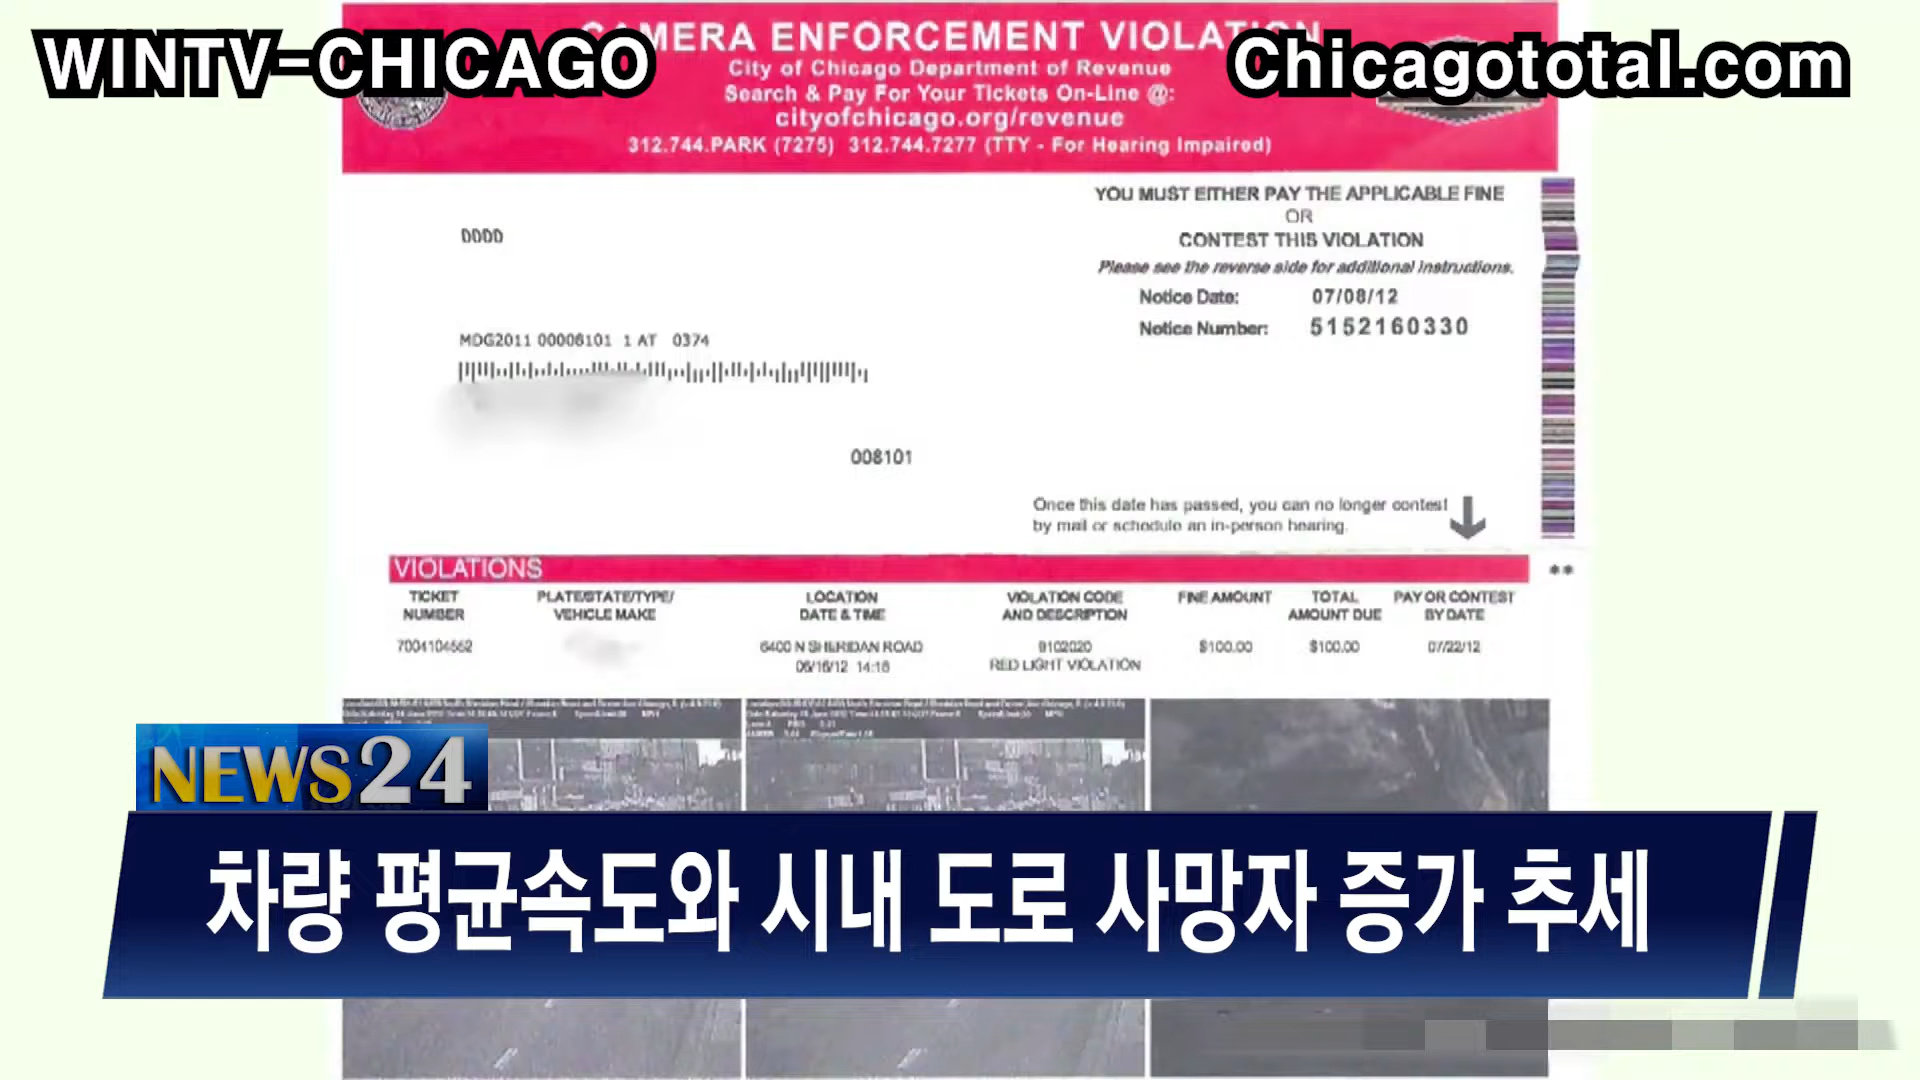 WINTV-CHICAGO
Chicagototal.com
CAMERA ENFORCEMENT VIOLATION
City of Chicago Department of Revenue
Search & Pay For Your Tickets On-Line @:
cityofchicago.org/revenue
312.744.PARK (7275) 312.744.7277 (TTY - For Hearing Impaired)
YOU MUST EITHER PAY THE APPLICABLE FINE
OR
CONTEST THIS VIOLATION
Please see the reverse side for additional instructions.
Notice Date: 07/08/12
Notice Number: 5152160330
DDDD
MDG2011 00008101 1 AT 0374
008101
Once this date has passed, you can no longer contest
by mail or schedule an in-person hearing.
VIOLATIONS
**
TICKET NUMBER
PLATE/STATE/TYPE/ VEHICLE MAKE
LOCATION DATE & TIME
VIOLATION CODE AND DESCRIPTION
FINE AMOUNT
TOTAL AMOUNT DUE
PAY OR CONTEST BY DATE
7004104562
6400 N SHERIDAN ROAD
06/16/12 14:16
9102020
RED LIGHT VIOLATION
$100.00
$100.00
07/22/12
NEWS24
차량 평균속도와 시내 도로 사망자 증가 추세